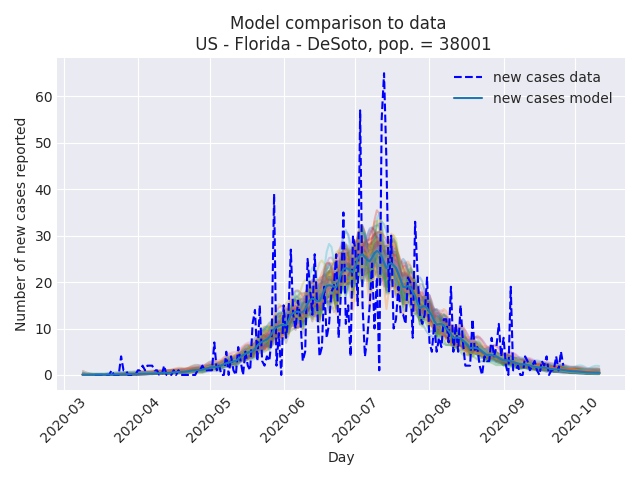 Model comparison to data
US - Florida - DeSoto, pop. = 38001
new cases data
new cases model
Number of new cases reported
60
50
40
30
20
10
0
2020-03
2020-04
2020-05
2020-06
2020-07
2020-08
2020-09
2020-10
Day